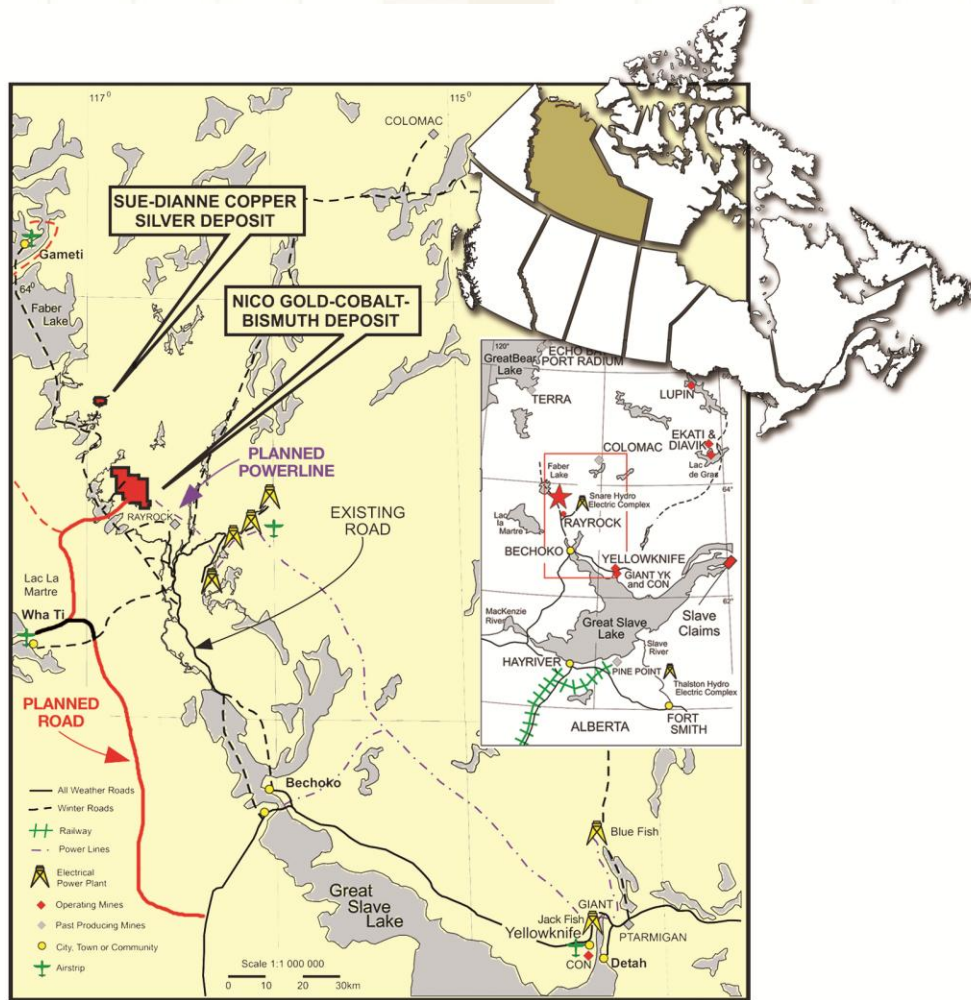 117⁰
115
COLOMAC
SUE-DIANNE COPPER
SILVER DEPOSIT
Gameti
64⁰
Faber
Lake
NICO GOLD-COBALT-
BISMUTH DEPOSIT
PLANNED
POWERLINE
RAYROCK
EXISTING
ROAD
Lac La
Martre
Wha Ti
PLANNED
ROAD
Bechoko
All Weather Roads
Winter Roads
Railway
Power Lines
Electrical
Power Plant
Operating Mines
Past Producing Mines
City, Town or Community
Airstrip
Great
Slave
Lake
Scale 1:1 000 000
0 10 20 30km
Blue Fish
GIANT
Jack Fish
Yellowknife
PTARMIGAN
CON
Detah
120°
GreatBear
Lake
ECHO BA
PORT RADIUM
TERRA
LUPIN
EKATI &
DIAVIK
Lac
de Gras
COLOMAC
64
Faber
Lake
Snare Hydro
Electric Complex
RAYROCK
Lac
la
Martre
BECHOKO
YELLOWKNIFE
GIANT YK
and CON
62
Slave
Claims
MacKenzie
River
Great Slave
Lake
Slave
River
HAYRIVER
PINE POINT
Thalston Hydro
Electric Complex
ALBERTA
FORT
SMITH